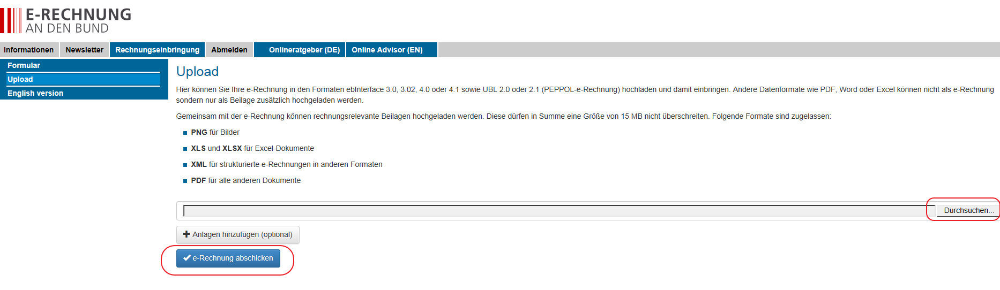 E-RECHNUNG
AN DEN BUND
Informationen Newsletter Rechnungseinbringung Abmelden Onlineratgeber (DE) Online Advisor (EN)
Formular
Upload
English version
Upload
Hier können Sie Ihre e-Rechnung in den Formaten ebInterface 3.0, 3.02, 4.0 oder 4.1 sowie UBL 2.0 oder 2.1 (PEPPOL-e-Rechnung) hochladen und damit einbringen. Andere Datenformate wie PDF, Word oder Excel können nicht als e-Rechnung
sondern nur als Beilage zusätzlich hochgeladen werden.
Gemeinsam mit der e-Rechnung können rechnungsrelevante Beilagen hochgeladen werden. Diese dürfen in Summe eine Größe von 15 MB nicht überschreiten. Folgende Formate sind zugelassen:
PNG für Bilder
XLS und XLSX für Excel-Dokumente
XML für strukturierte e-Rechnungen in anderen Formaten
PDF für alle anderen Dokumente
Durchsuchen...
Anlagen hinzufügen (optional)
e-Rechnung abschicken